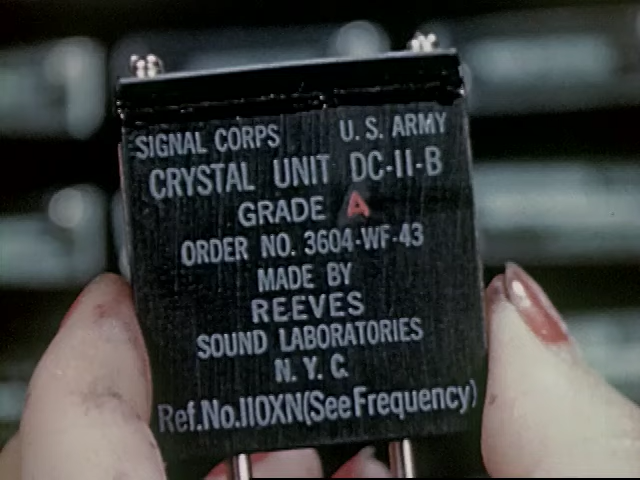 SIGNAL CORPS U. S. ARMY
CRYSTAL UNIT DC-II-B
GRADE A
ORDER NO. 3604-WF-43
MADE BY
REEVES
SOUND LABORATORIES
N. Y. C.
Ref.No.110XN(See Frequency)